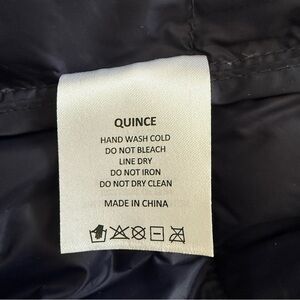 QUINCE
HAND WASH COLD
DO NOT BLEACH
LINE DRY
DO NOT IRON
DO NOT DRY CLEAN
MADE IN CHINA